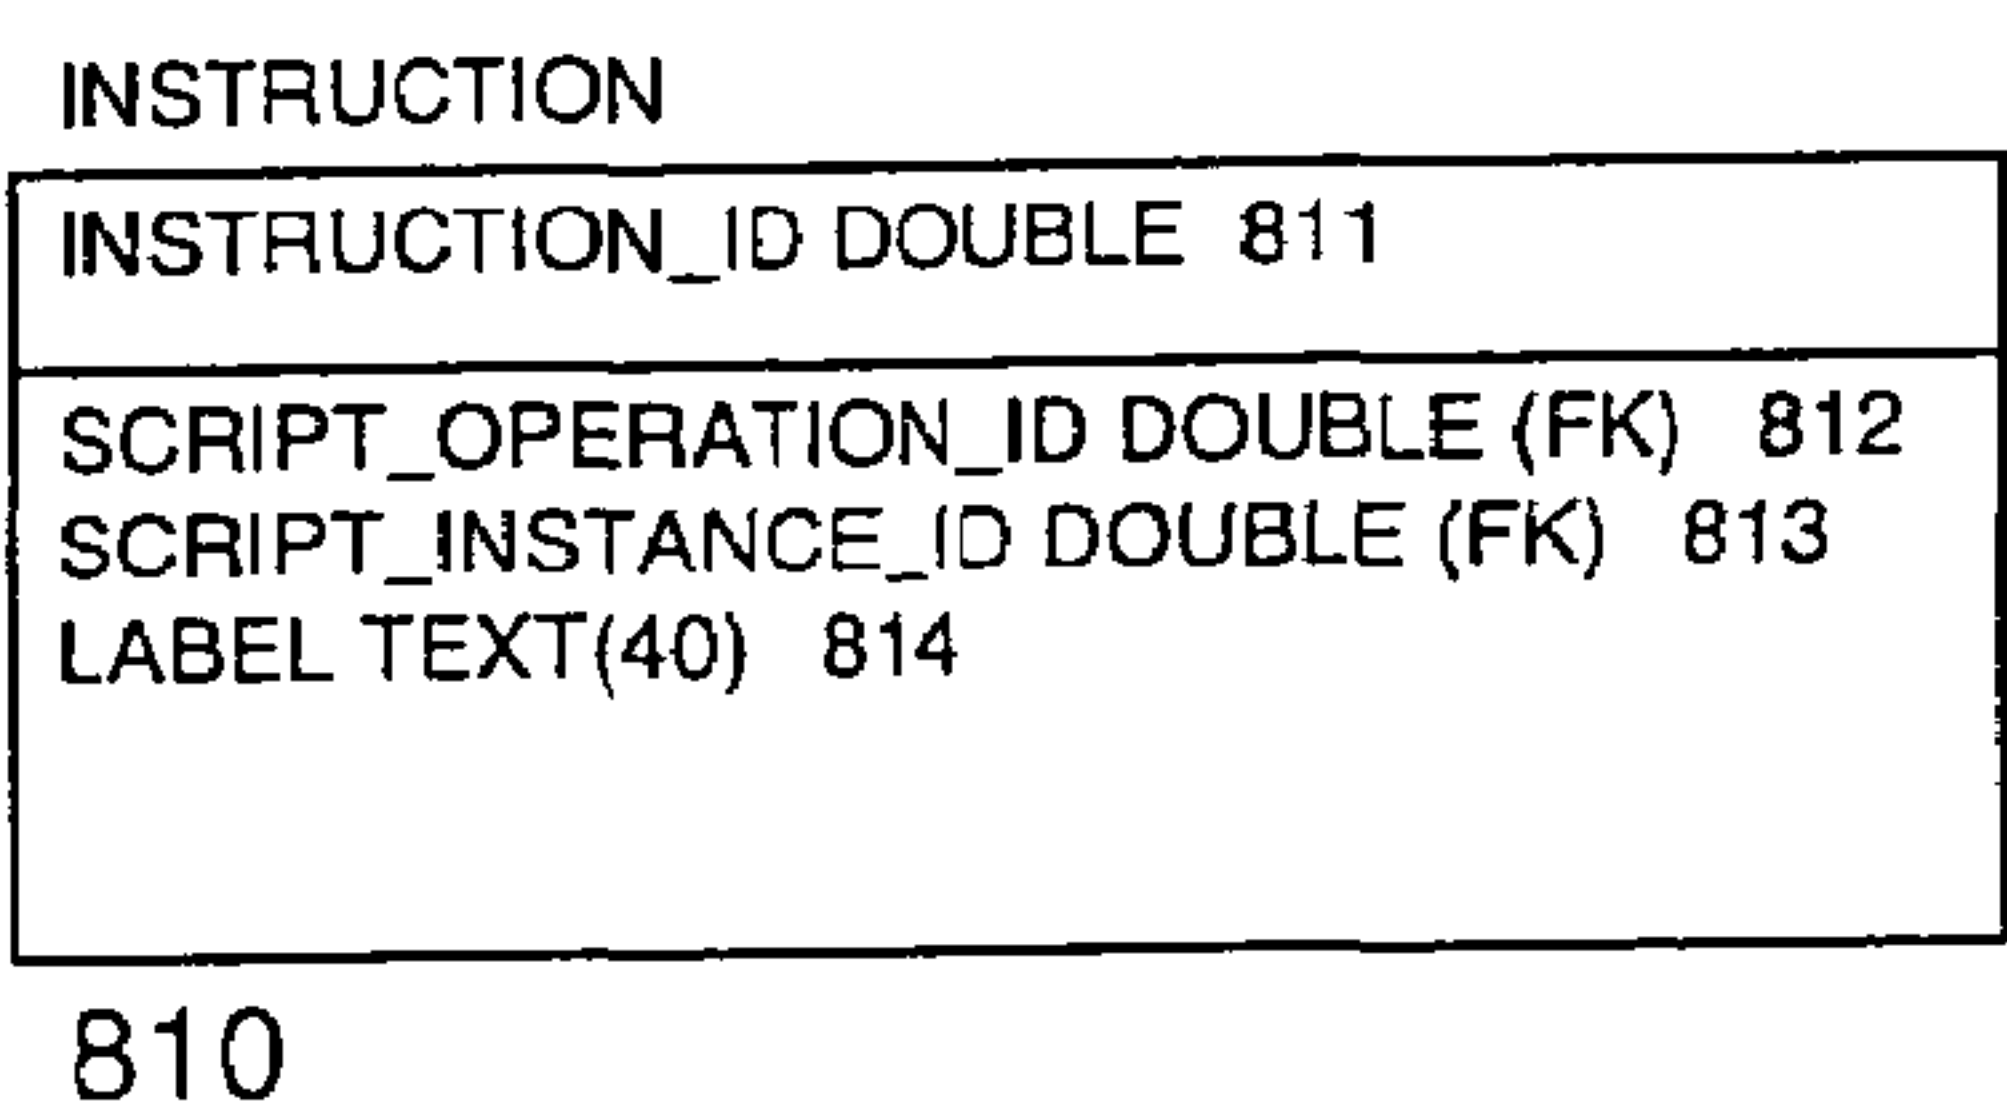 INSTRUCTION
INSTRUCTION_ID DOUBLE 811
SCRIPT_OPERATION_ID DOUBLE (FK) 812
SCRIPT_INSTANCE_ID DOUBLE (FK) 813
LABEL TEXT(40) 814
810